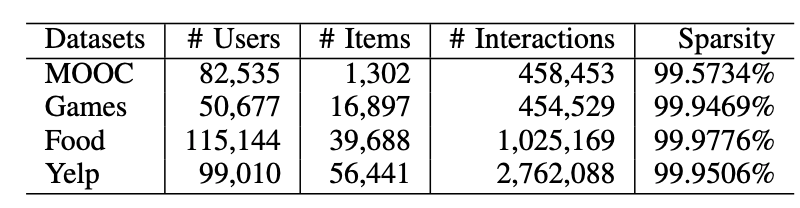 Datasets # Users # Items # Interactions Sparsity
MOOC 82,535 1,302 458,453 99.5734%
Games 50,677 16,897 454,529 99.9469%
Food 115,144 39,688 1,025,169 99.9776%
Yelp 99,010 56,441 2,762,088 99.9506%